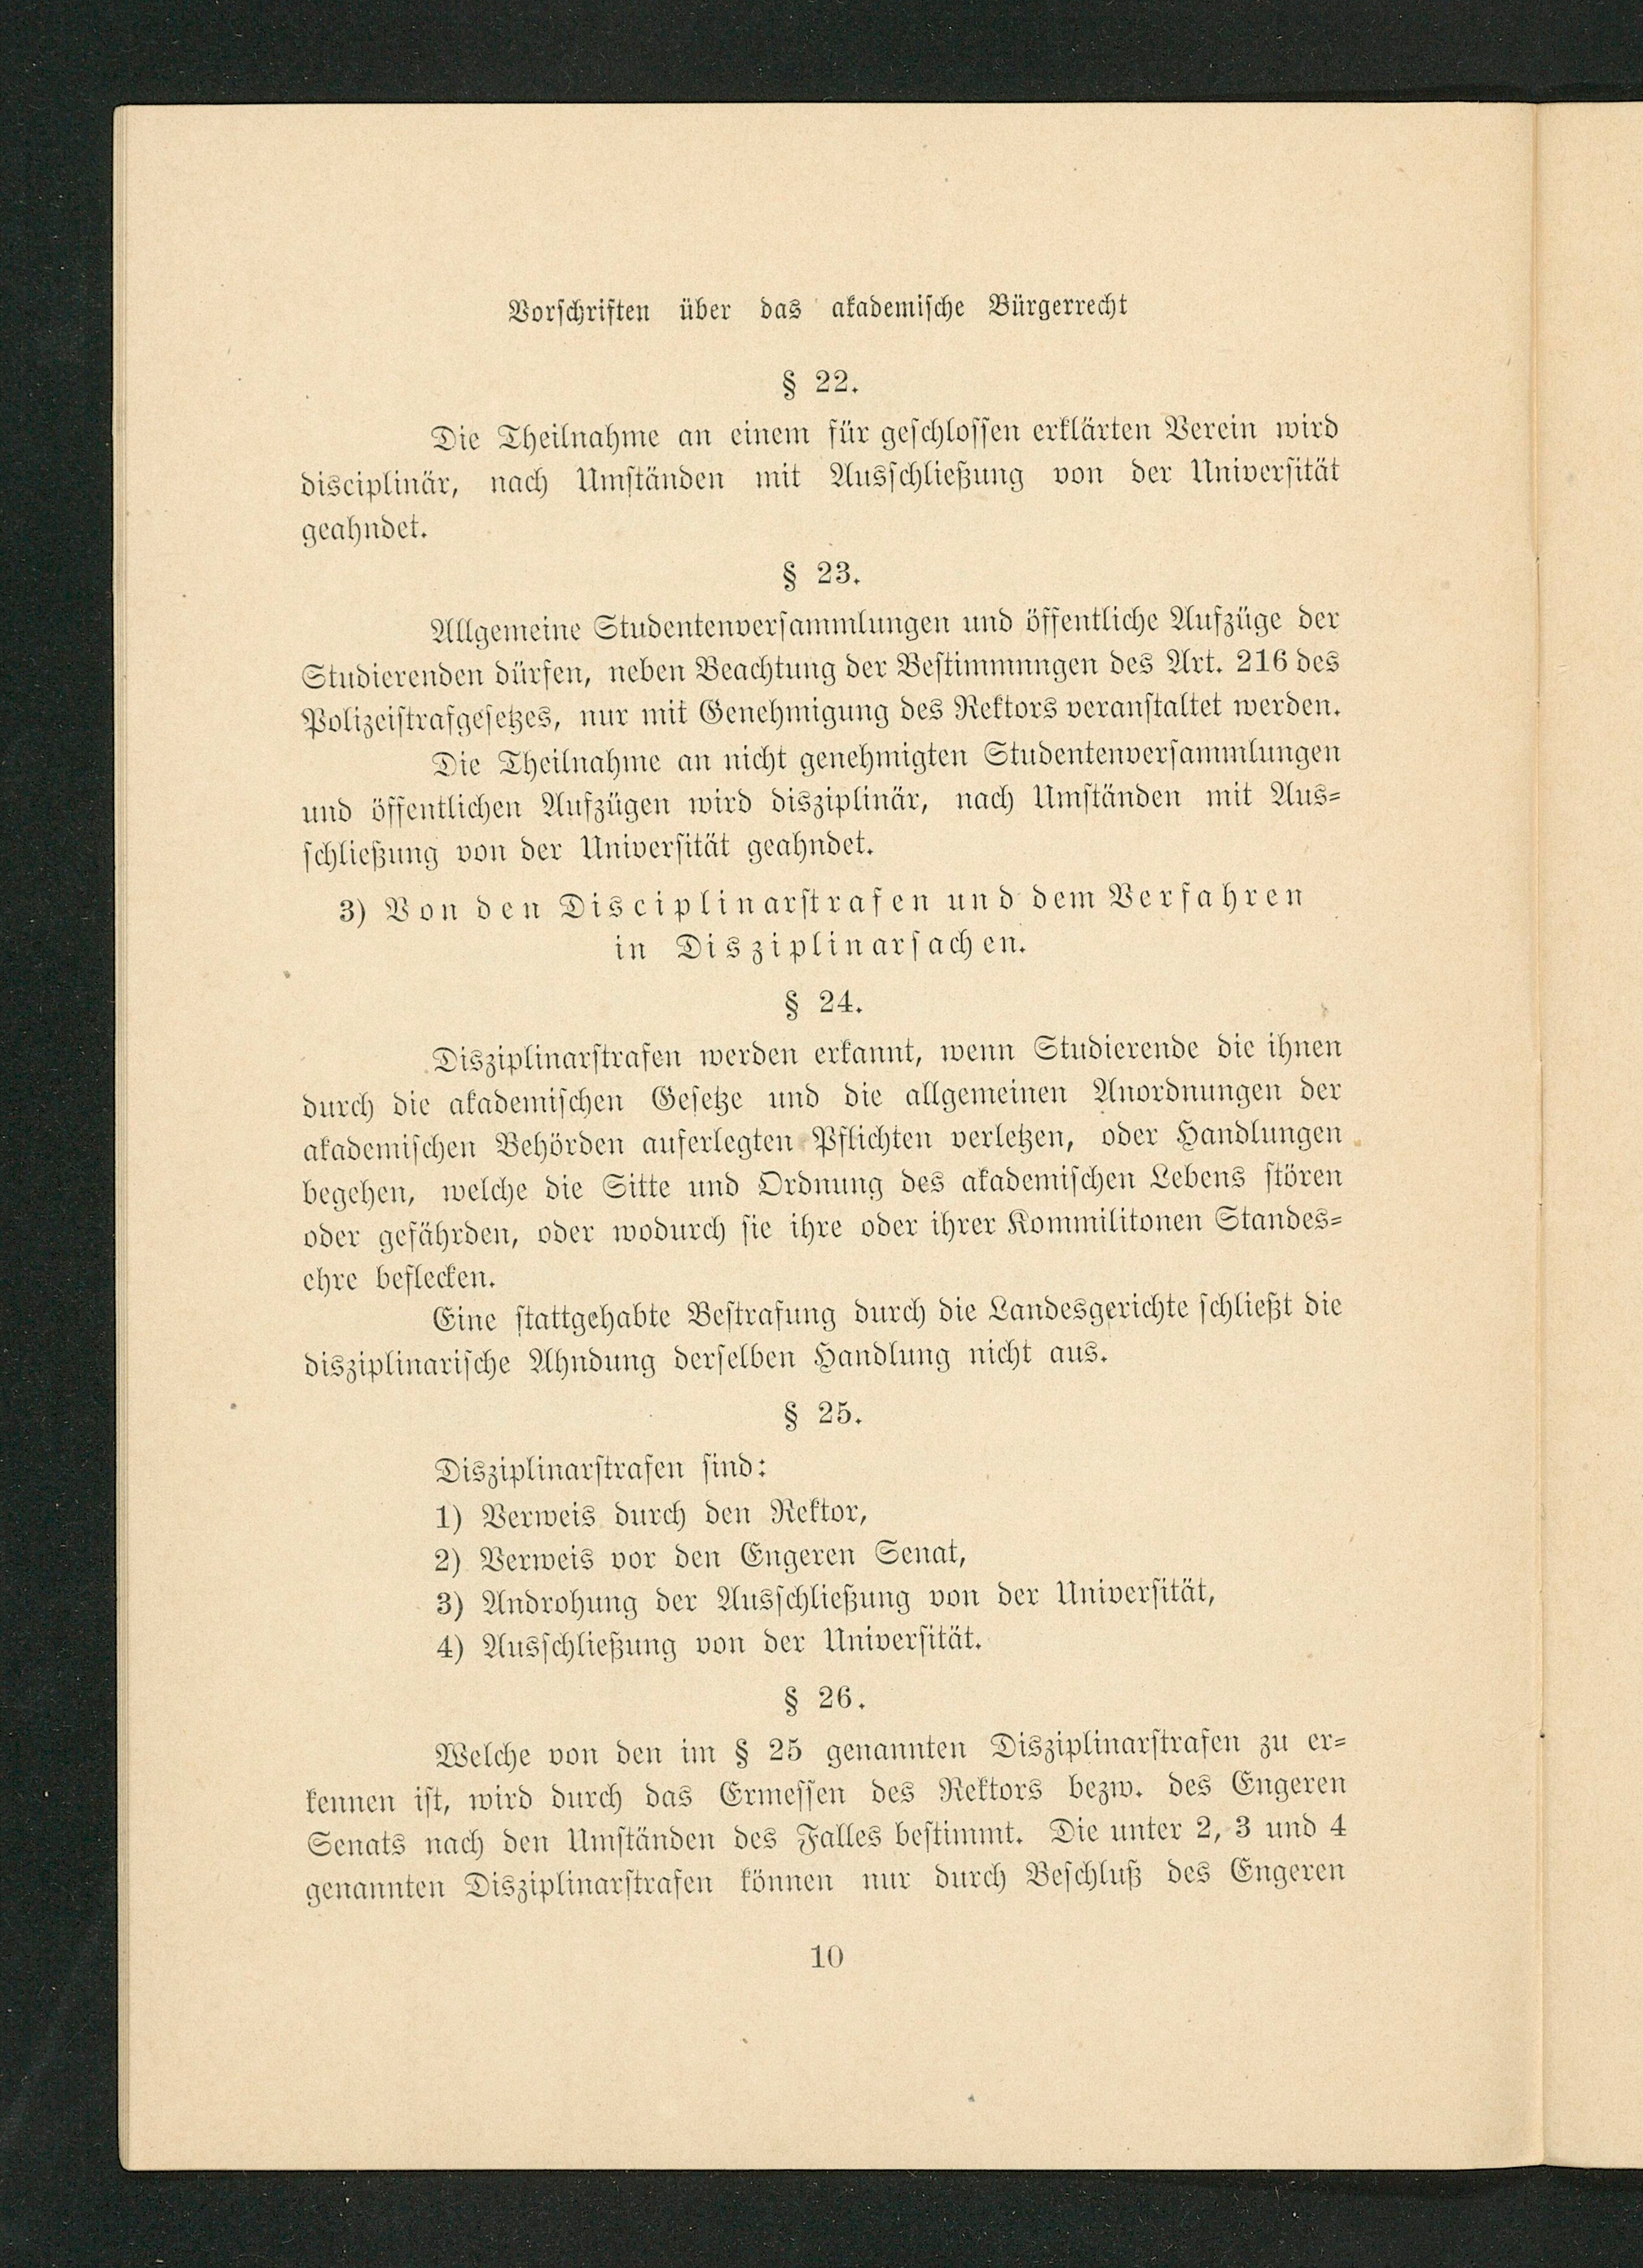 Vorschriften über das akademische Bürgerrecht
§ 22.
Die Theilnahme an einem für geschlossen erklärten Verein wird
disciplinär, nach Umständen mit Ausschließung von der Universität
geahndet.
§ 23.
Allgemeine Studentenversammlungen und öffentliche Aufzüge der
Studierenden dürfen, neben Beachtung der Bestimmungen des Art. 216 des
Polizeistrafgesetzes, nur mit Genehmigung des Rektors veranstaltet werden.
Die Theilnahme an nicht genehmigten Studentenversammlungen
und öffentlichen Aufzügen wird disziplinär, nach Umständen mit Aus=
schließung von der Universität geahndet.
3) Von den Disciplinarstrafen und dem Verfahren
in Disziplinarsachen.
§ 24.
Disziplinarstrafen werden erkannt, wenn Studierende die ihnen
durch die akademischen Gesetze und die allgemeinen Anordnungen der
akademischen Behörden auferlegten Pflichten verletzen, oder Handlungen
begehen, welche die Sitte und Ordnung des akademischen Lebens stören
oder gefährden, oder wodurch sie ihre oder ihrer Kommilitonen Standes=
ehre beflecken.
Eine stattgehabte Bestrafung durch die Landesgerichte schließt die
disziplinarische Ahndung derselben Handlung nicht aus.
§ 25.
Disziplinarstrafen sind:
1) Verweis durch den Rektor,
2) Verweis vor den Engeren Senat,
3) Androhung der Ausschließung von der Universität,
4) Ausschließung von der Universität.
§ 26.
Welche von den im § 25 genannten Disziplinarstrafen zu er=
kennen ist, wird durch das Ermessen des Rektors bezw. des Engeren
Senats nach den Umständen des Falles bestimmt. Die unter 2, 3 und 4
genannten Disziplinarstrafen können nur durch Beschluß des Engeren
10